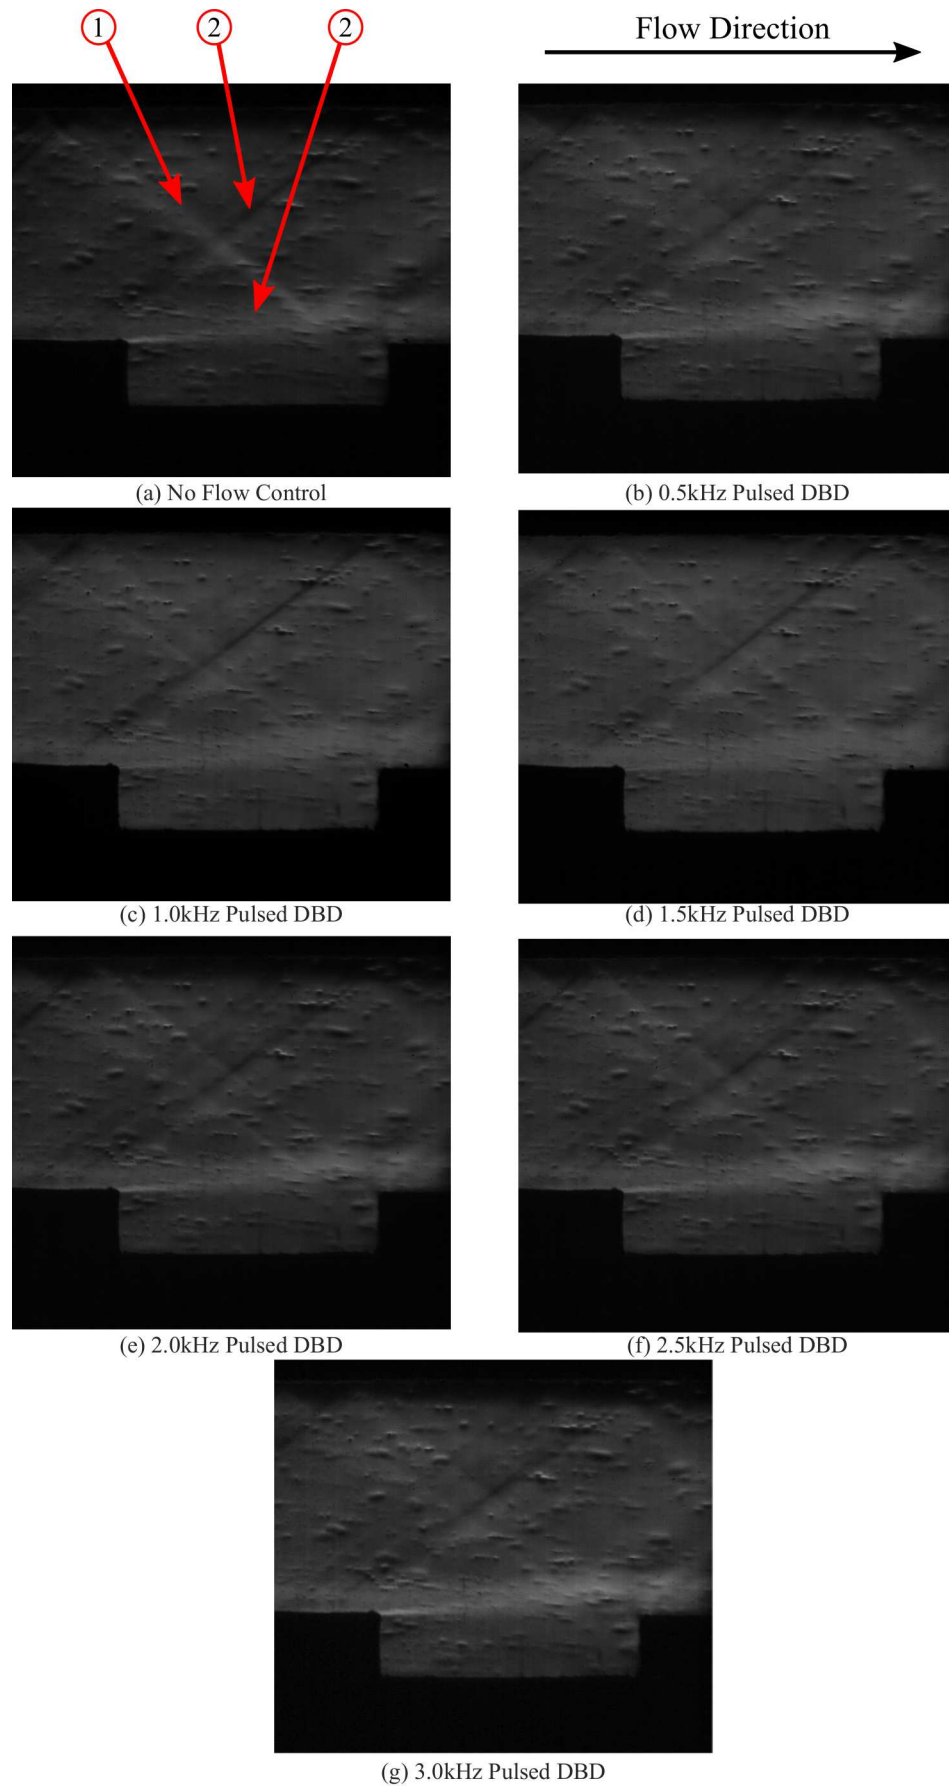 1 2 2 Flow Direction
(a) No Flow Control
(b) 0.5kHz Pulsed DBD
(c) 1.0kHz Pulsed DBD
(d) 1.5kHz Pulsed DBD
(e) 2.0kHz Pulsed DBD
(f) 2.5kHz Pulsed DBD
(g) 3.0kHz Pulsed DBD